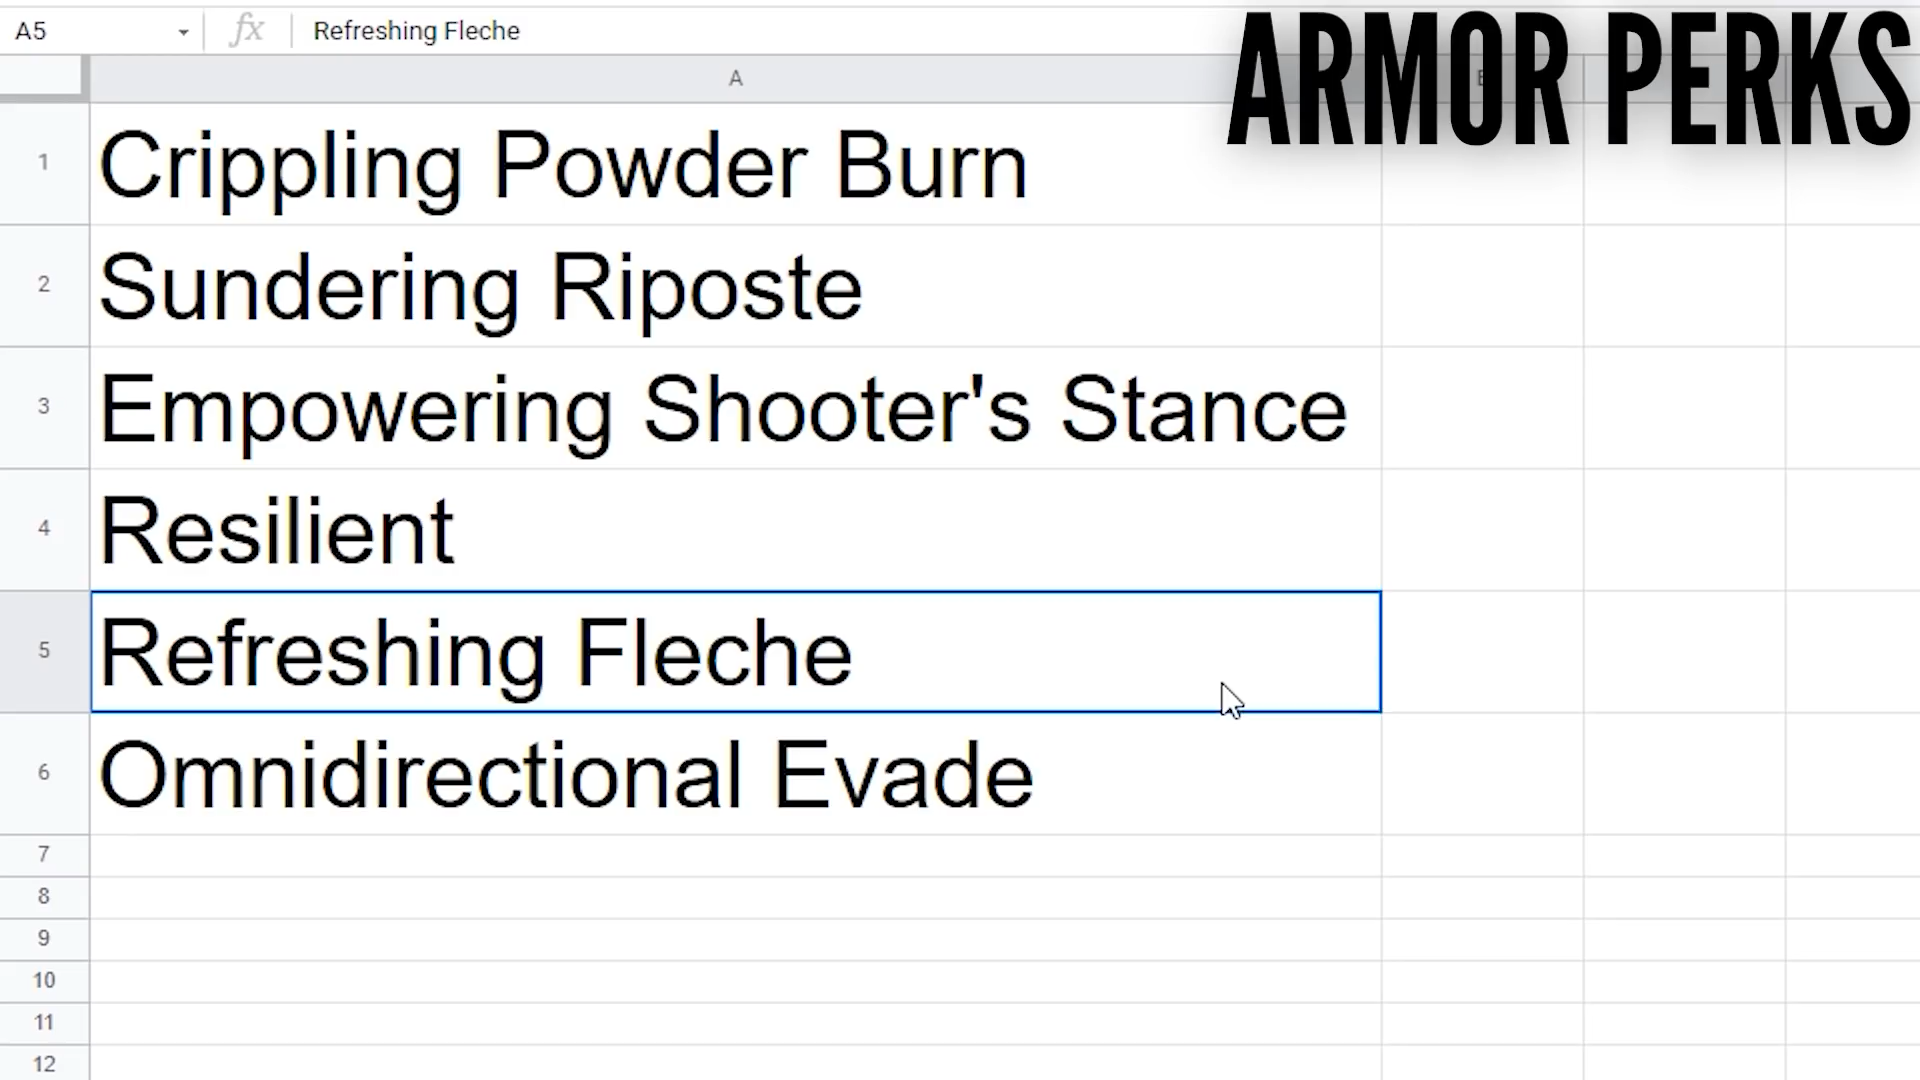 A5
fx
Refreshing Fleche
ARMOR PERKS
A
1
Crippling Powder Burn
2
Sundering Riposte
3
Empowering Shooter's Stance
4
Resilient
5
Refreshing Fleche
6
Omnidirectional Evade
7
8
9
10
11
12